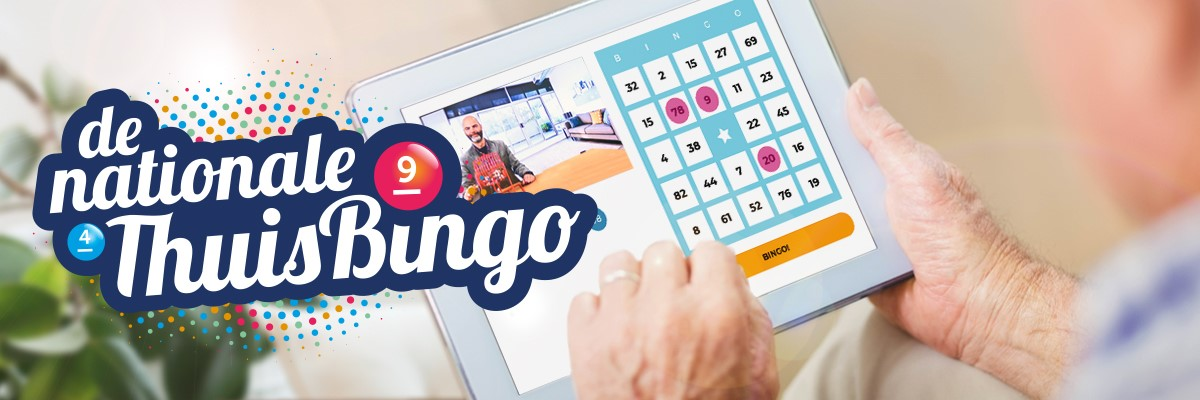 de
nationale
9
4
ThuisBingo
B I N G O
32 2 15 27 69
15 78 9 11 23
4 38 22 45
82 44 7 20 16
8 61 52 76 19
BINGO!